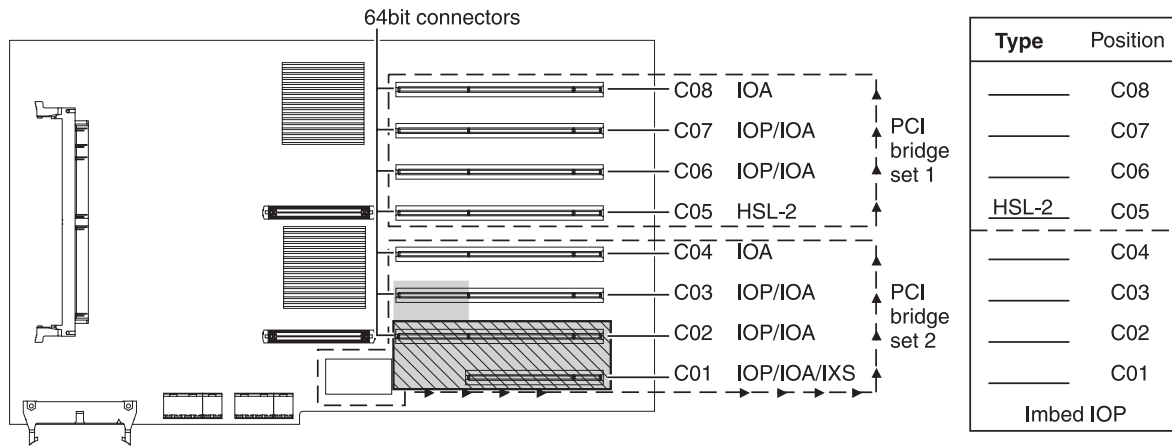 64bit connectors
C08 IOA
C07 IOP/IOA
C06 IOP/IOA
C05 HSL-2
PCI
bridge
set 1
C04 IOA
C03 IOP/IOA
C02 IOP/IOA
C01 IOP/IOA/IXS
PCI
bridge
set 2
Type Position
C08
C07
C06
HSL-2 C05
C04
C03
C02
C01
Imbed IOP